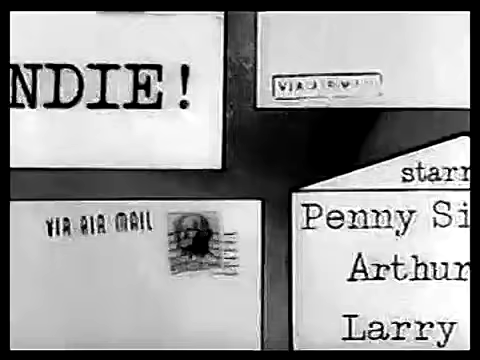 NDIE!
VIA AIR MAIL
starr
Penny Si
Arthur
Larry
VIA AIR MAIL